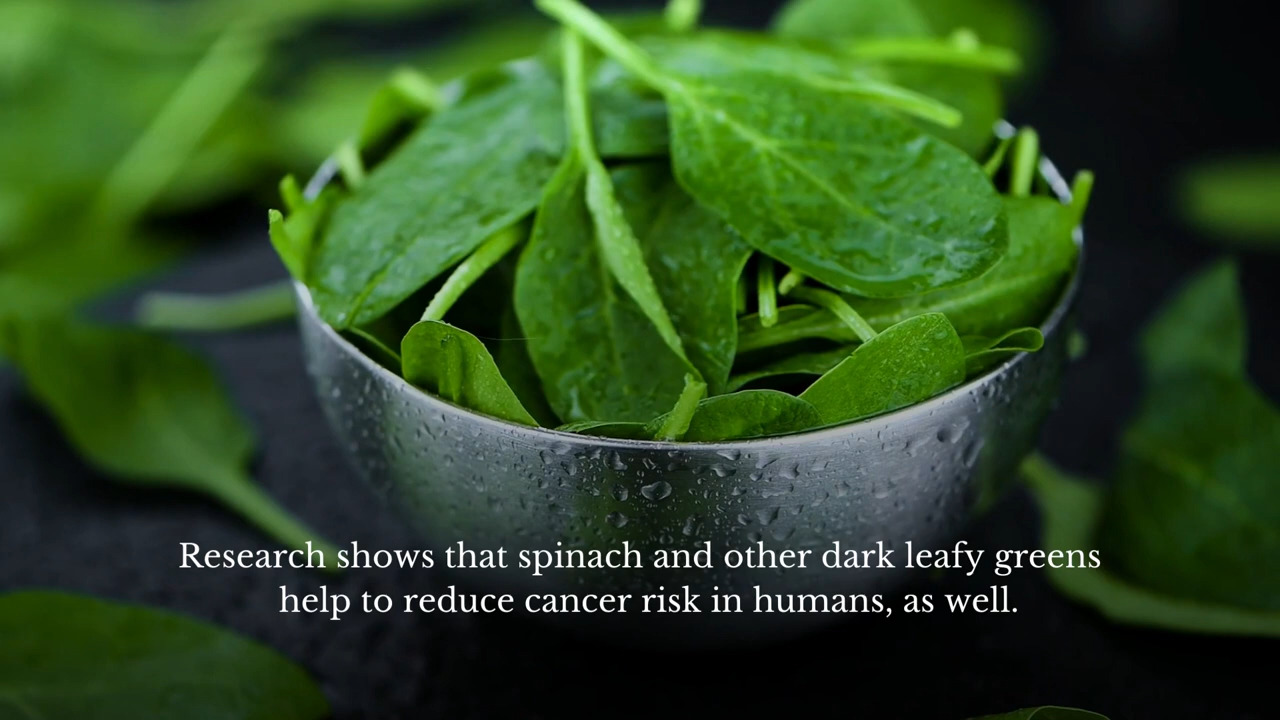 Research shows that spinach and other dark leafy greens
help to reduce cancer risk in humans, as well.